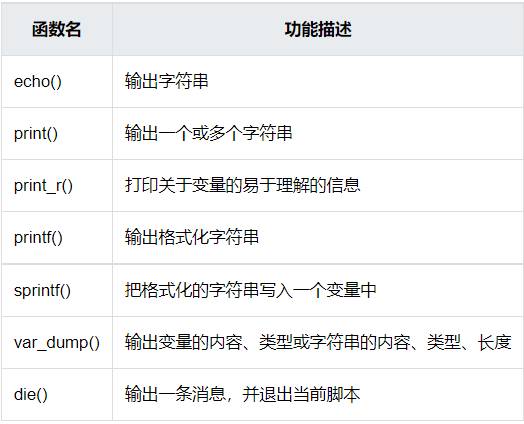 函数名 功能描述
echo() 输出字符串
print() 输出一个或多个字符串
print_r() 打印关于变量的易于理解的信息
printf() 输出格式化字符串
sprintf() 把格式化的字符串写入一个变量中
var_dump() 输出变量的内容、类型或字符串的内容、类型、长度
die() 输出一条消息，并退出当前脚本